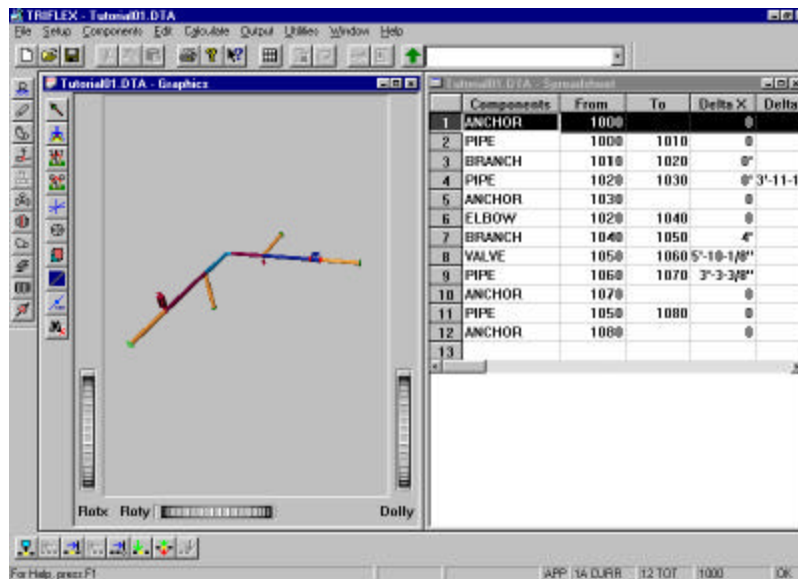 TRIFLEX - Tutorial01.DTA
File Setup Components Edit Calculate Output Utilities Window Help
Tutorial01.DTA - Graphics
Tutorial01.DTA - Spreadsheet
Components From To Delta X Delta
1 ANCHOR 1000 0
2 PIPE 1000 1010 0
3 BRANCH 1010 1020 0"
4 PIPE 1020 1030 0" 3'-11-1
5 ANCHOR 1030 0
6 ELBOW 1020 1040 0
7 BRANCH 1040 1050 4"
8 VALVE 1050 1060 5'-10-1/8"
9 PIPE 1060 1070 3'-3-3/8"
10 ANCHOR 1070 0
11 PIPE 1050 1080 0
12 ANCHOR 1080 0
13
Rotx Roty Dolly
For Help, press F1 APP 1A CURR 12 TOT 1000 OK